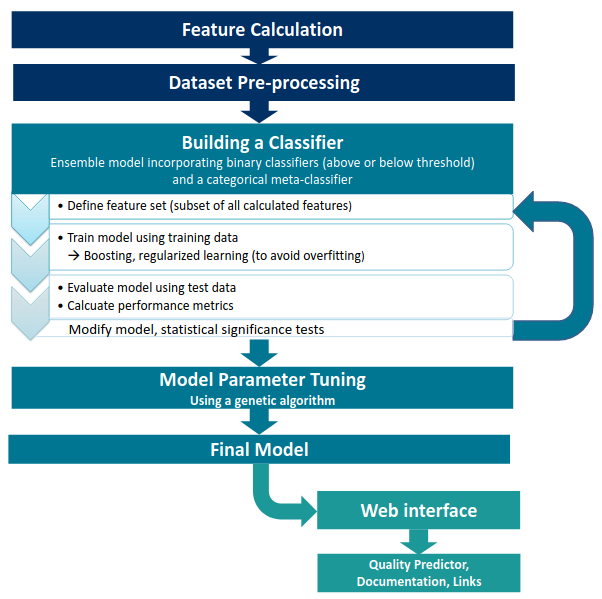 Feature Calculation
Dataset Pre-processing
Building a Classifier
Ensemble model incorporating binary classifiers (above or below threshold)
and a categorical meta-classifier
• Define feature set (subset of all calculated features)
• Train model using training data
→ Boosting, regularized learning (to avoid overfitting)
• Evaluate model using test data
• Calcuate performance metrics
Modify model, statistical significance tests
Model Parameter Tuning
Using a genetic algorithm
Final Model
Web interface
Quality Predictor,
Documentation, Links